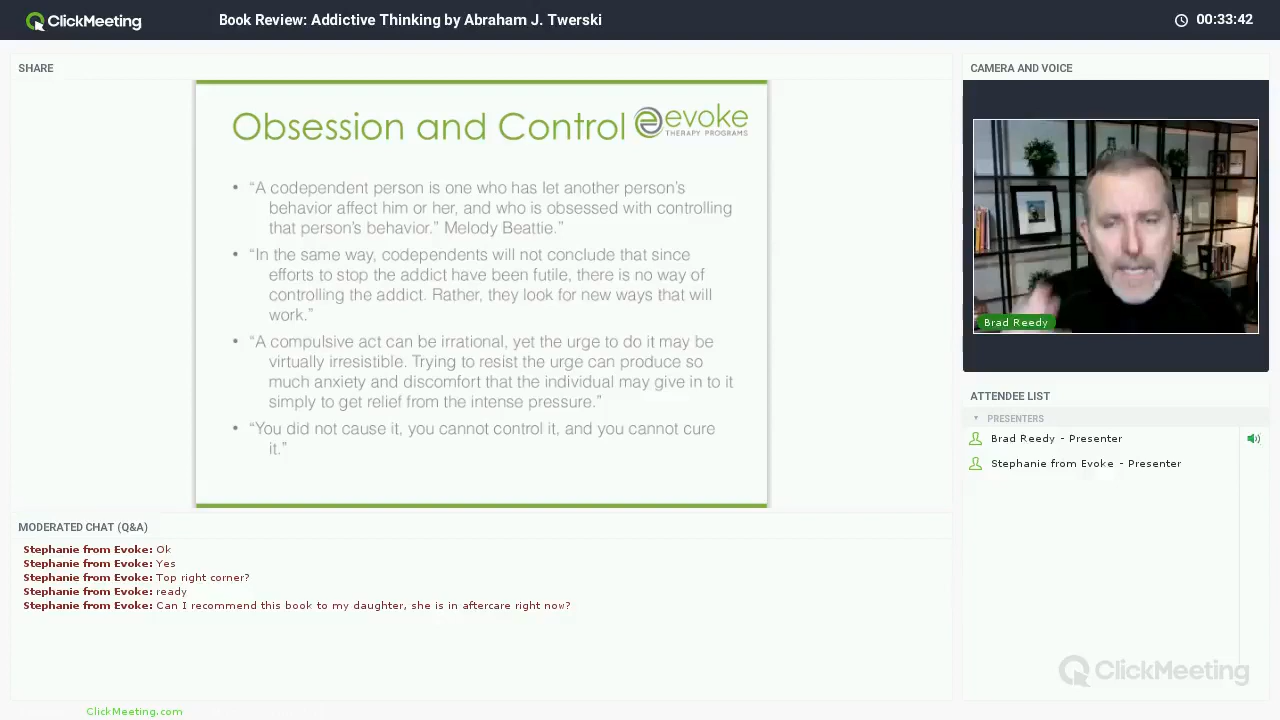 ClickMeeting
Book Review: Addictive Thinking by Abraham J. Twerski
00:33:42
SHARE
Obsession and Control
evoke
THERAPY PROGRAMS
• “A codependent person is one who has let another person’s
behavior affect him or her, and who is obsessed with controlling
that person’s behavior.” Melody Beattie.”
• “In the same way, codependents will not conclude that since
efforts to stop the addict have been futile, there is no way of
controlling the addict. Rather, they look for new ways that will
work.”
• “A compulsive act can be irrational, yet the urge to do it may be
virtually irresistible. Trying to resist the urge can produce so
much anxiety and discomfort that the individual may give in to it
simply to get relief from the intense pressure.”
• “You did not cause it, you cannot control it, and you cannot cure
it.”
CAMERA AND VOICE
Brad Reedy
ATTENDEE LIST
PRESENTERS
Brad Reedy - Presenter
Stephanie from Evoke - Presenter
MODERATED CHAT (Q&A)
Stephanie from Evoke: Ok
Stephanie from Evoke: Yes
Stephanie from Evoke: Top right corner?
Stephanie from Evoke: ready
Stephanie from Evoke: Can I recommend this book to my daughter, she is in aftercare right now?
ClickMeeting
ClickMeeting.com